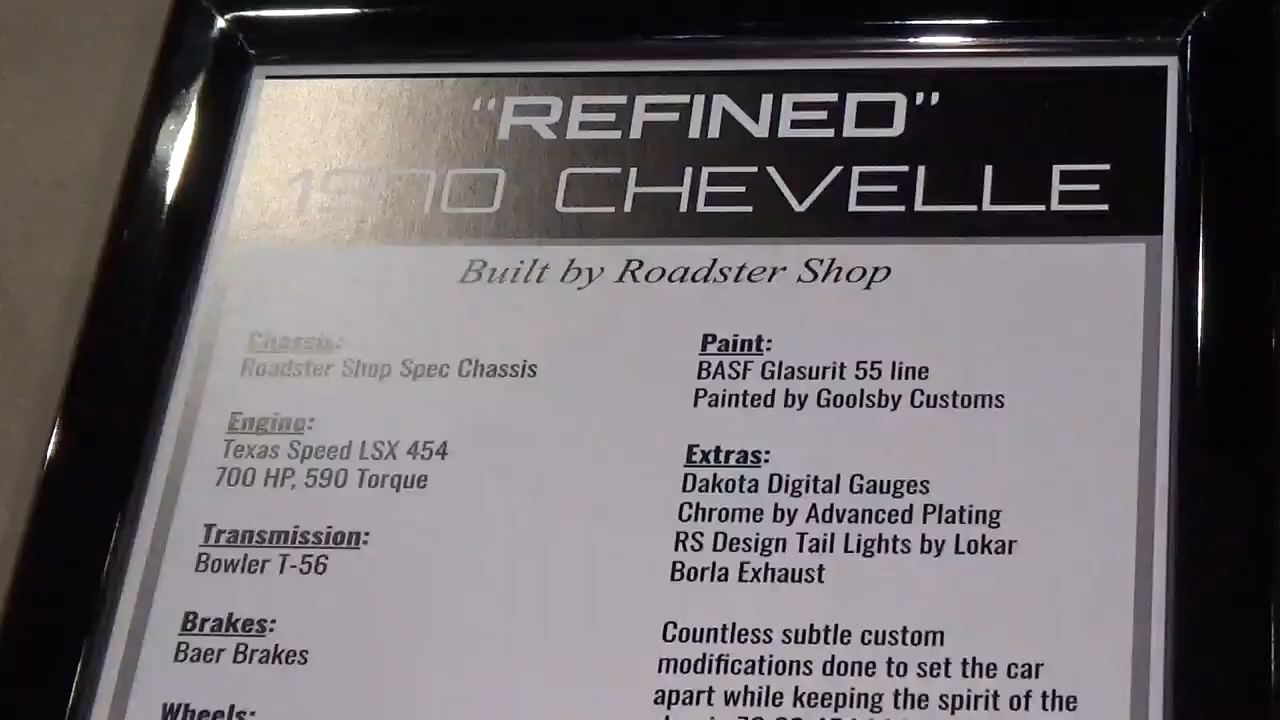 "REFINED"
1970 CHEVELLE
Built by Roadster Shop
Chassis:
Roadster Shop Spec Chassis
Engine:
Texas Speed LSX 454
700 HP, 590 Torque
Transmission:
Bowler T-56
Brakes:
Baer Brakes
Wheels:
Paint:
BASF Glasurit 55 line
Painted by Goolsby Customs
Extras:
Dakota Digital Gauges
Chrome by Advanced Plating
RS Design Tail Lights by Lokar
Borla Exhaust
Countless subtle custom
modifications done to set the car
apart while keeping the spirit of the